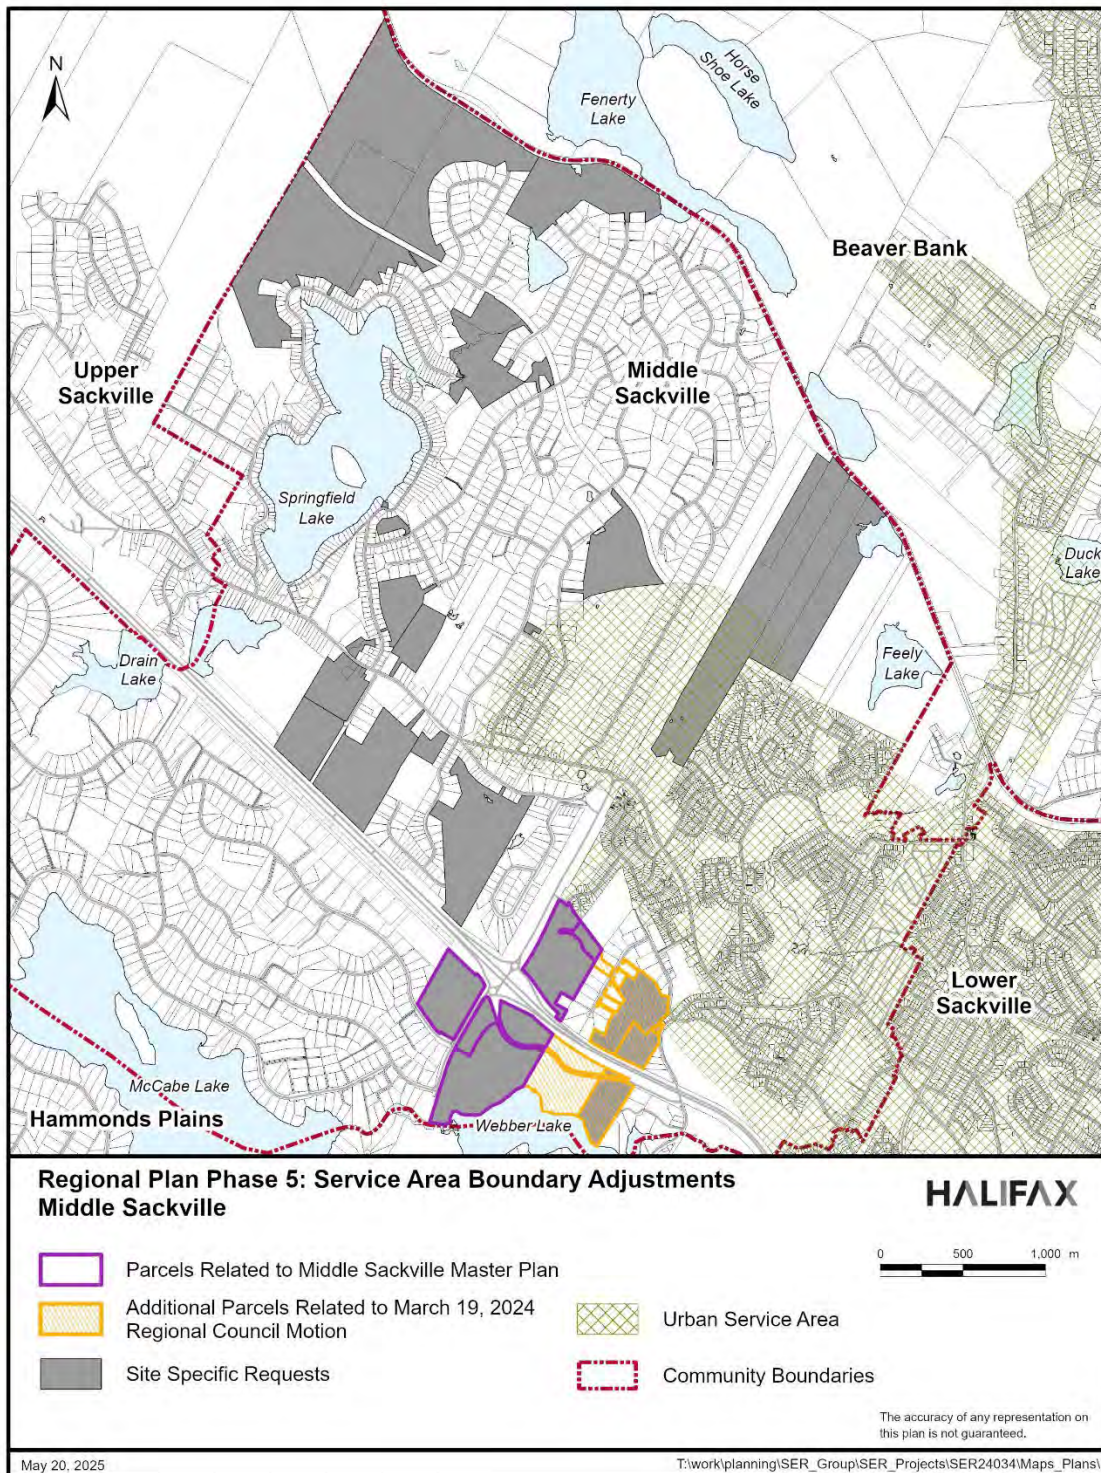 N
Horse
Shoe Lake
Fenerty
Lake
Beaver Bank
Upper
Sackville
Middle
Sackville
Springfield
Lake
Duck
Lake
Drain
Lake
Feely
Lake
Lower
Sackville
McCabe Lake
Hammonds Plains
Webber Lake
Regional Plan Phase 5: Service Area Boundary Adjustments
Middle Sackville
HALIFAX
0 500 1,000 m
Parcels Related to Middle Sackville Master Plan
Additional Parcels Related to March 19, 2024
Regional Council Motion
Urban Service Area
Site Specific Requests
Community Boundaries
The accuracy of any representation on
this plan is not guaranteed.
May 20, 2025
T:\work\planning\SER_Group\SER_Projects\SER24034\Maps_Plans\